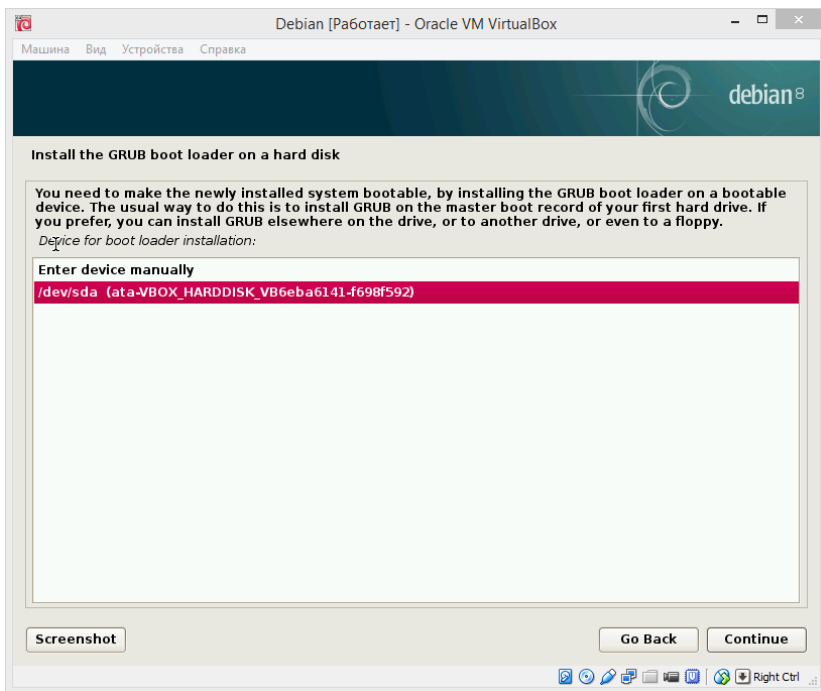 Debian [Работает] - Oracle VM VirtualBox
Машина Вид Устройства Справка
debian 8
Install the GRUB boot loader on a hard disk
You need to make the newly installed system bootable, by installing the GRUB boot loader on a bootable
device. The usual way to do this is to install GRUB on the master boot record of your first hard drive. If
you prefer, you can install GRUB elsewhere on the drive, or to another drive, or even to a floppy.
Device for boot loader installation:
Enter device manually
/dev/sda (ata-VBOX_HARDDISK_VB6eba6141-f698f592)
Screenshot
Go Back
Continue
Right Ctrl